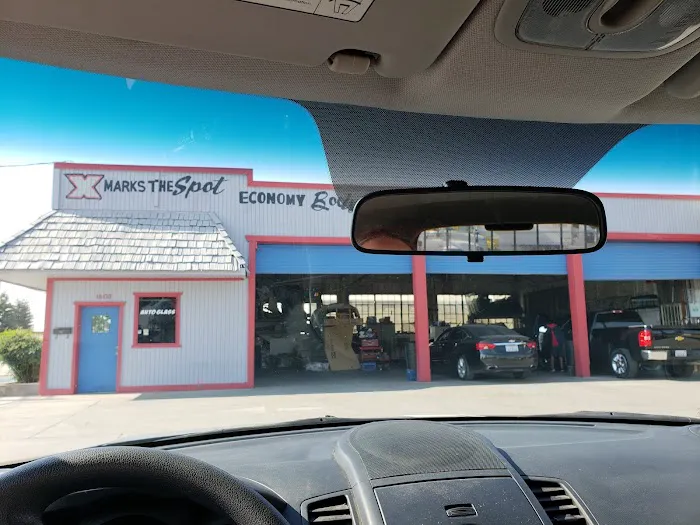 X MARKS THE Spot
ECONOMY
AUTO GLASS